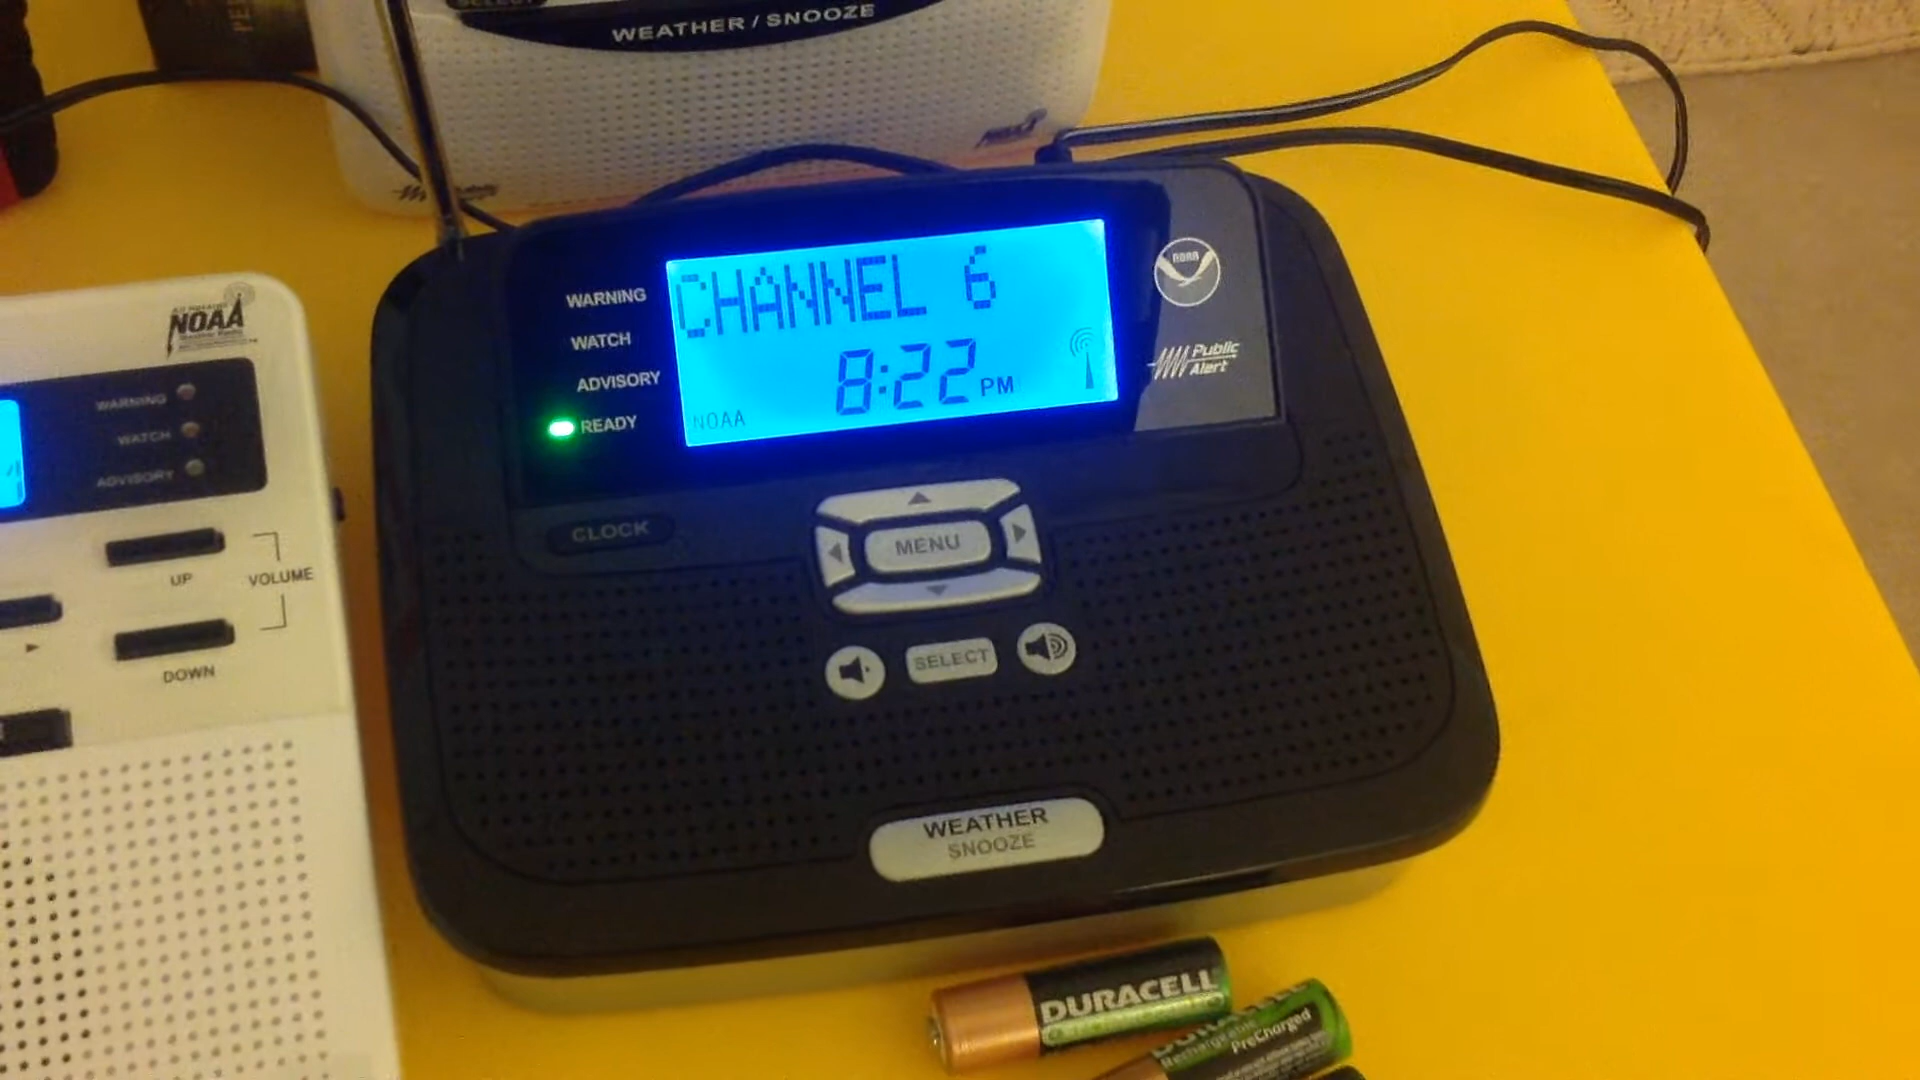 WEATHER / SNOOZE
NOAA
WARNING
WATCH
ADVISORY
UP
VOLUME
DOWN
WARNING
WATCH
ADVISORY
READY
CHANNEL 6
8:22 PM
NOAA
NOAA
Public
Alert
CLOCK
MENU
SELECT
WEATHER
SNOOZE
DURACELL
DURACELL
Rechargeable
PreCharged